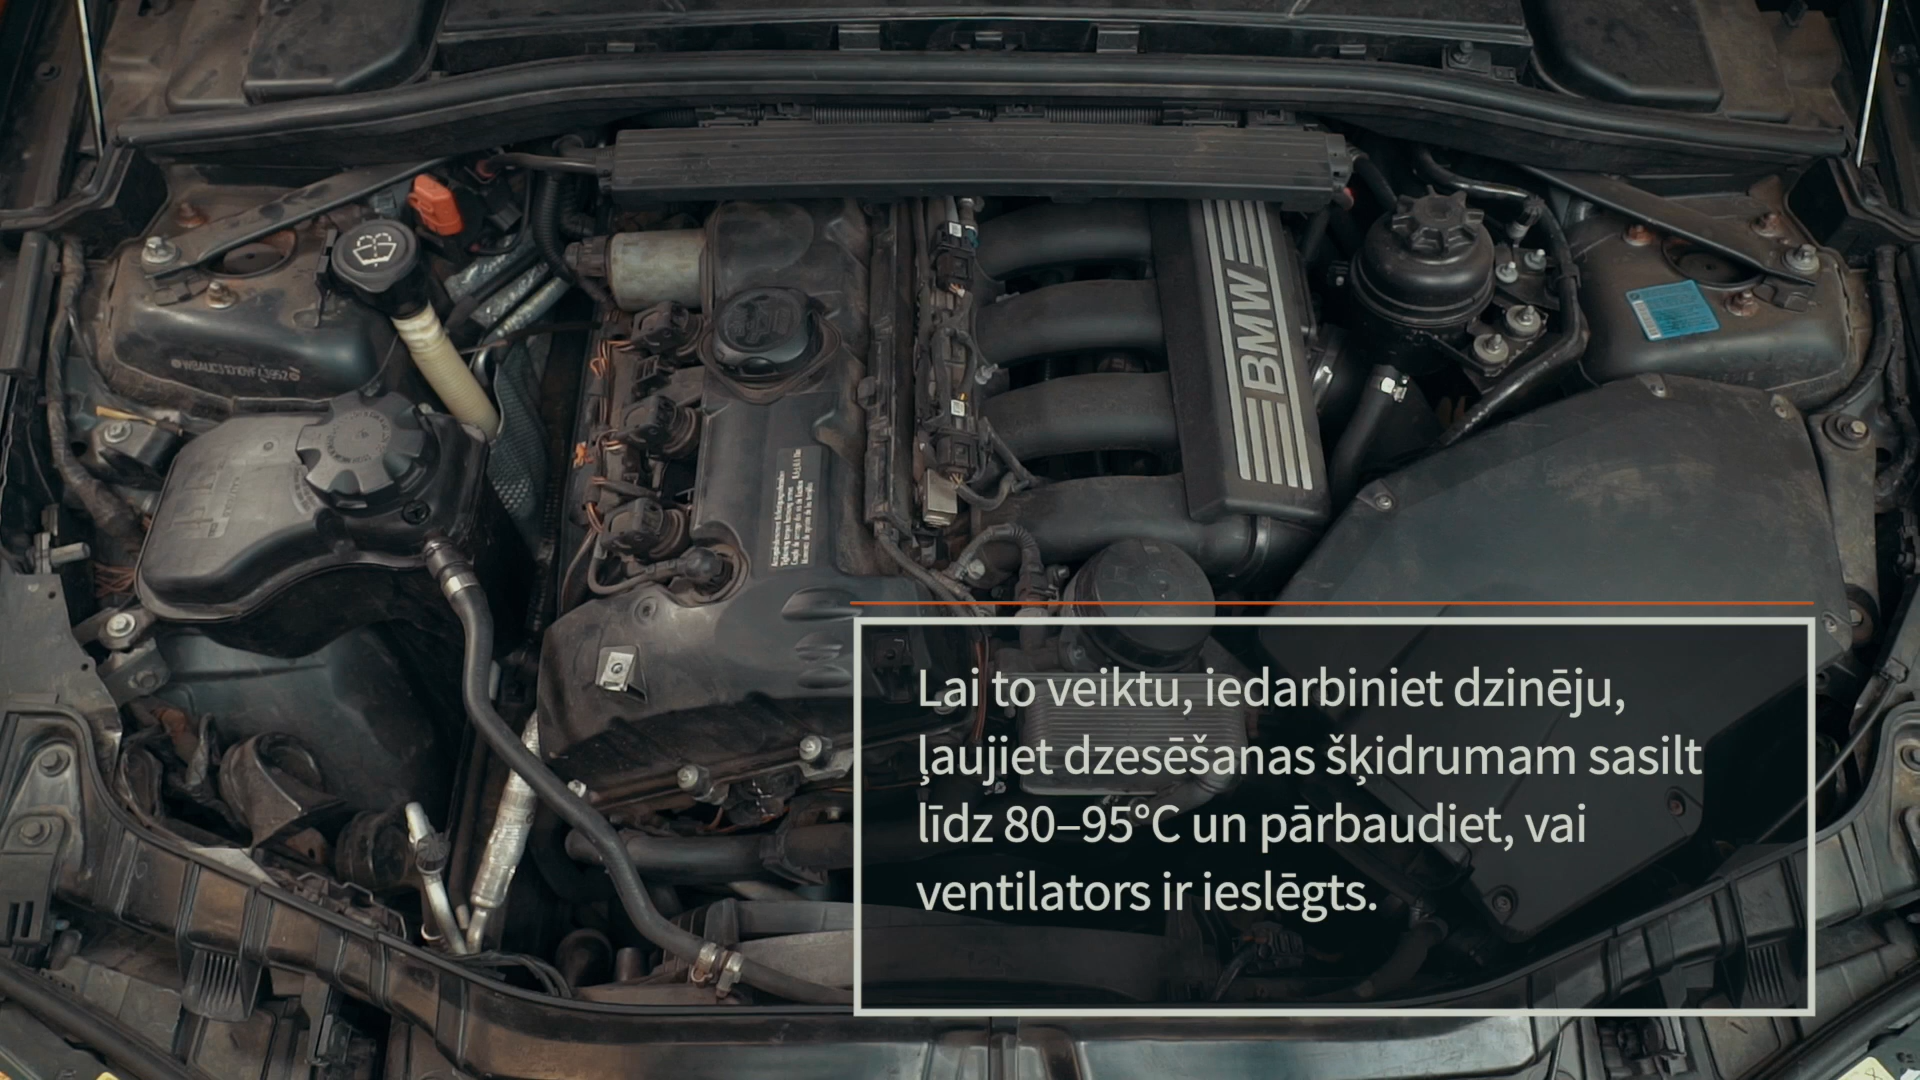 BMW
Lai to veiktu, iedarbiniet dzinēju,
ļaujiet dzesēšanas šķidrumam sasilt
līdz 80–95°C un pārbaudiet, vai
ventilators ir ieslēgts.